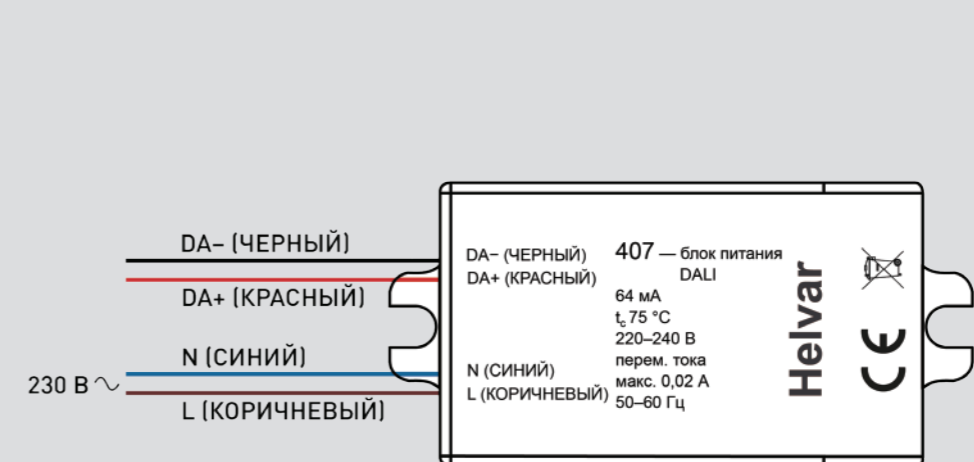 DA– (ЧЕРНЫЙ)
DA+ (КРАСНЫЙ)
N (СИНИЙ)
230 В ~
L (КОРИЧНЕВЫЙ)
DA– (ЧЕРНЫЙ)
DA+ (КРАСНЫЙ)
N (СИНИЙ)
L (КОРИЧНЕВЫЙ)
407 — блок питания
DALI
64 мА
tc 75 °C
220–240 В
перем. тока
макс. 0,02 А
50–60 Гц
Helvar
CE